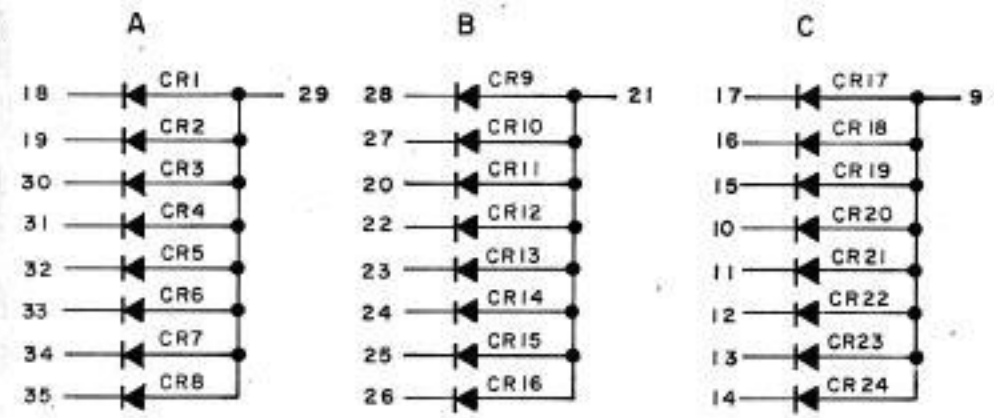 A B C
18 CR1 29 28 CR9 21 17 CR17 9
19 CR2 27 CR10 16 CR18
30 CR3 20 CR11 15 CR19
31 CR4 22 CR12 10 CR20
32 CR5 23 CR13 11 CR21
33 CR6 24 CR14 12 CR22
34 CR7 25 CR15 13 CR23
35 CR8 26 CR16 14 CR24